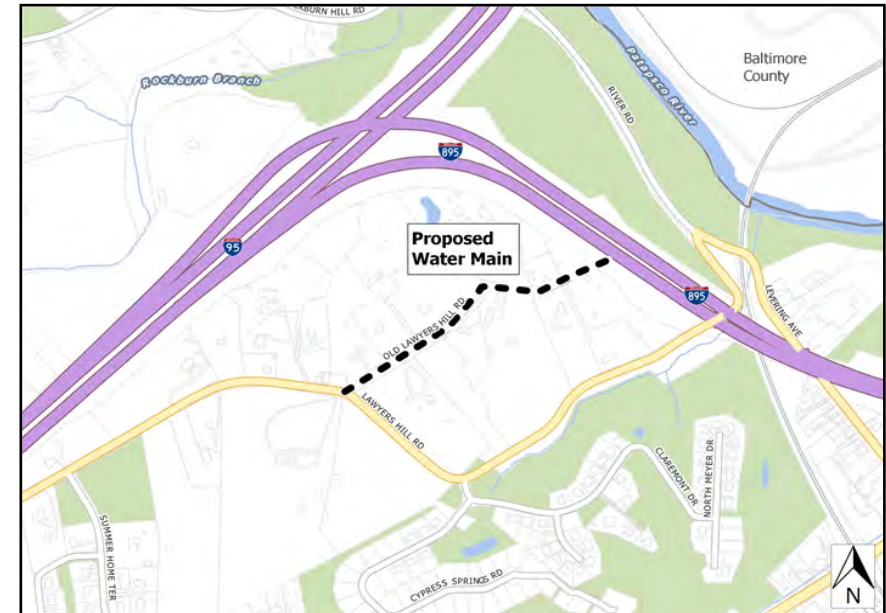 CKBURN HILL RD
Rockburn Branch
Patapsco River
Baltimore
County
RIVER RD
895
95
Proposed
Water Main
895
LEVERING AVE
OLD LAWYERS HILL RD
LAWYERS HILL RD
CLAREMONT DR
NORTH MEYER DR
SUMMER HOME TER
CYPRESS SPRINGS RD
N